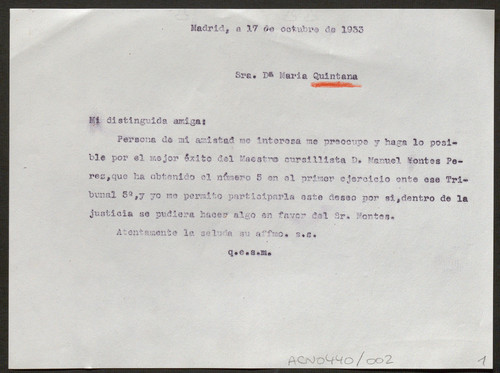 Madrid, a 17 de octubre de 1933
Sra. Dª Maria Quintana
Mi distinguida amiga:
Persona de mi amistad me interesa me preocupe y haga lo posi-
ble por el mejor éxito del Maestro cursillista D. Manuel Montes Pe-
res, que ha obtenido el número 5 en el primer ejercicio ente ese Tri-
bunal 8º, y yo me permito participarla este deseo por si, dentro de la
justicia se pudiera hacer algo en favor del Sr. Montes.
Atentamente la saluda su affmo. s.s.
q.e.s.m.
ACN0440/002
1